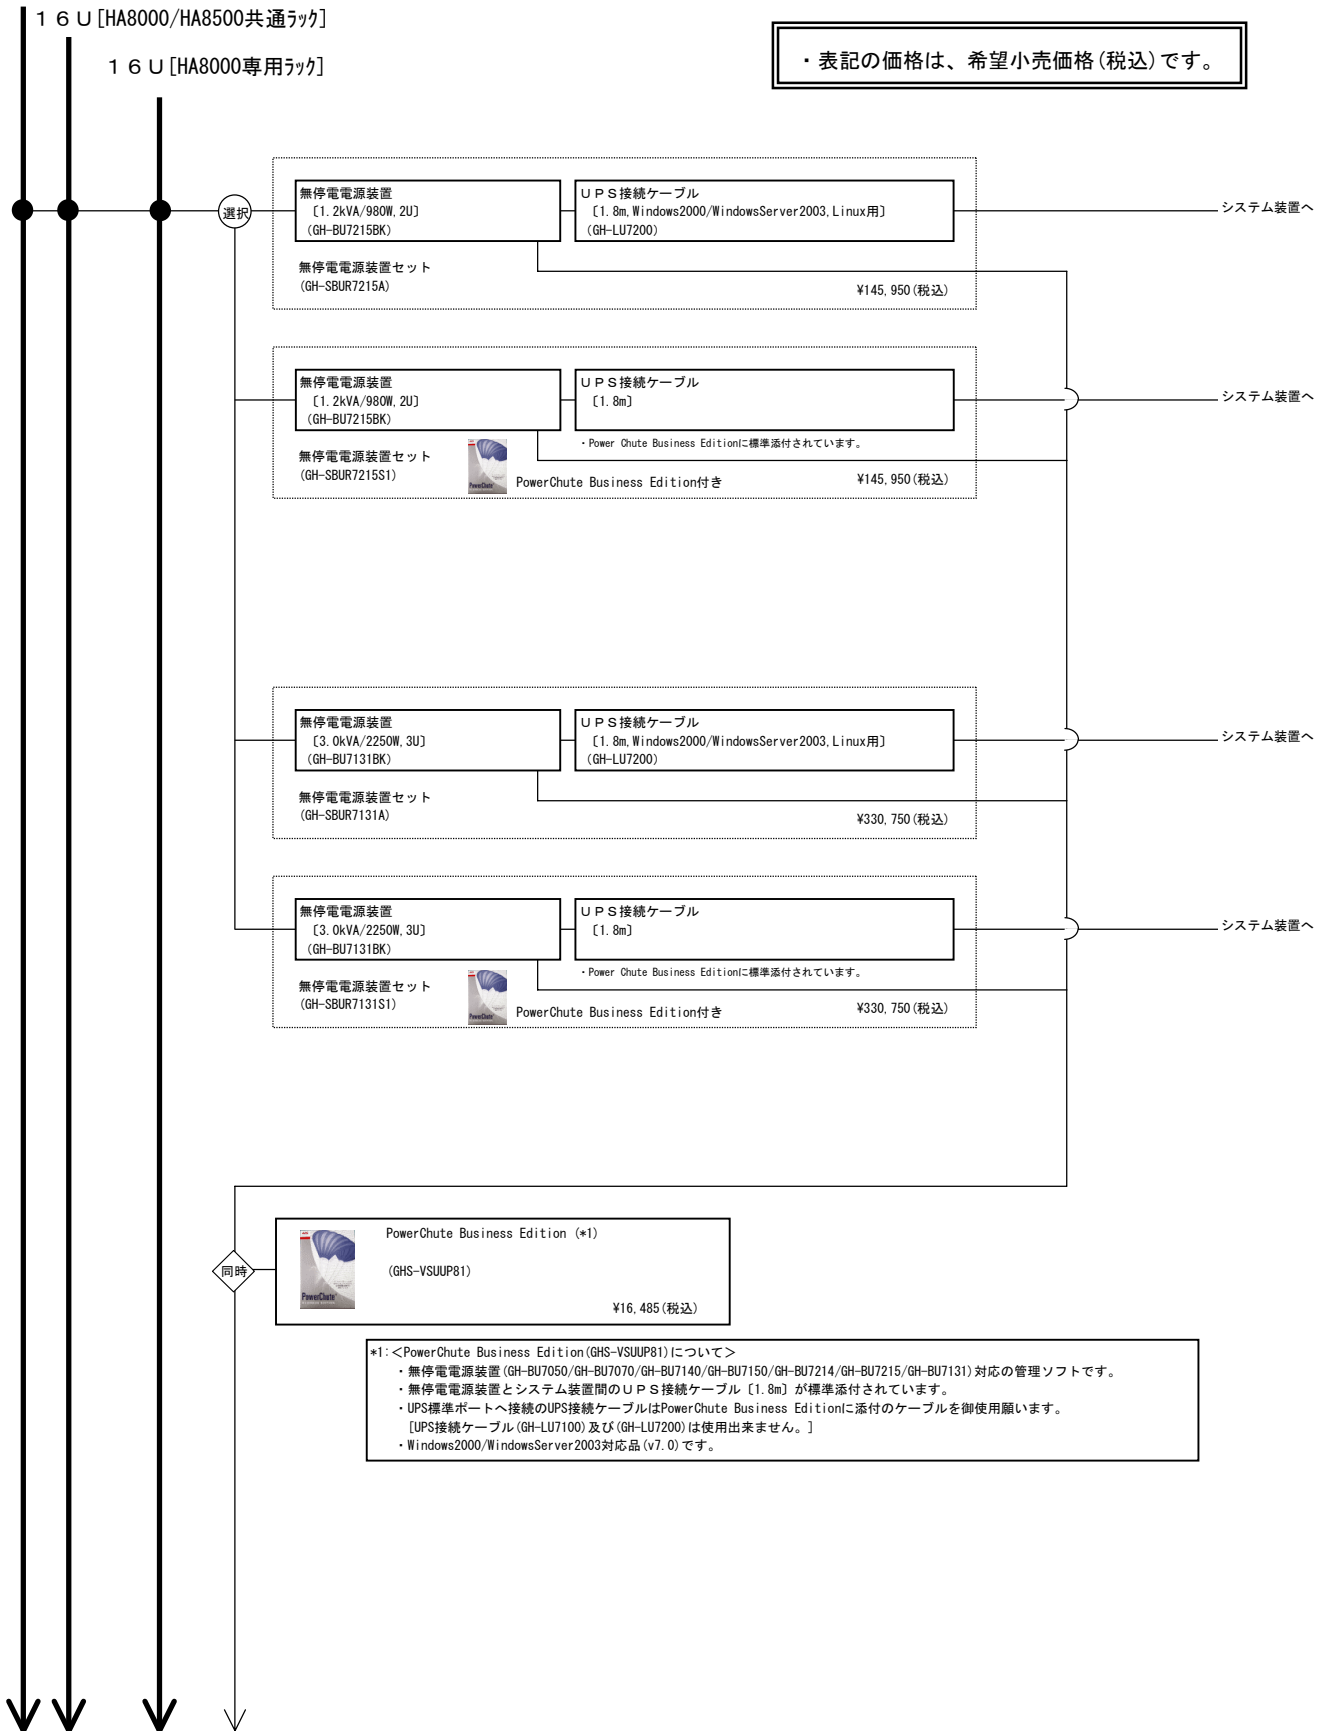 １６Ｕ[HA8000/HA8500共通ﾗｯｸ]
１６Ｕ[HA8000専用ﾗｯｸ]
・表記の価格は、希望小売価格(税込)です。
選択
無停電電源装置
〔1.2kVA/980W,2U〕
(GH-BU7215BK)
ＵＰＳ接続ケーブル
〔1.8m,Windows2000/WindowsServer2003,Linux用〕
(GH-LU7200)
システム装置へ
無停電電源装置セット
(GH-SBUR7215A)
¥145,950(税込)
無停電電源装置
〔1.2kVA/980W,2U〕
(GH-BU7215BK)
ＵＰＳ接続ケーブル
〔1.8m〕
システム装置へ
・Power Chute Business Editionに標準添付されています。
無停電電源装置セット
(GH-SBUR7215S1)
PowerChute Business Edition付き
¥145,950(税込)
無停電電源装置
〔3.0kVA/2250W,3U〕
(GH-BU7131BK)
ＵＰＳ接続ケーブル
〔1.8m,Windows2000/WindowsServer2003,Linux用〕
(GH-LU7200)
システム装置へ
無停電電源装置セット
(GH-SBUR7131A)
¥330,750(税込)
無停電電源装置
〔3.0kVA/2250W,3U〕
(GH-BU7131BK)
ＵＰＳ接続ケーブル
〔1.8m〕
システム装置へ
・Power Chute Business Editionに標準添付されています。
無停電電源装置セット
(GH-SBUR7131S1)
PowerChute Business Edition付き
¥330,750(税込)
同時
PowerChute
PowerChute Business Edition (*1)
(GHS-VSUUP81)
¥16,485(税込)
*1:＜PowerChute Business Edition(GHS-VSUUP81)について＞
・無停電電源装置(GH-BU7050/GH-BU7070/GH-BU7140/GH-BU7150/GH-BU7214/GH-BU7215/GH-BU7131)対応の管理ソフトです。
・無停電電源装置とシステム装置間のＵＰＳ接続ケーブル〔1.8m〕が標準添付されています。
・UPS標準ポートへ接続のUPS接続ケーブルはPowerChute Business Editionに添付のケーブルを御使用願います。
[UPS接続ケーブル(GH-LU7100)及び(GH-LU7200)は使用出来ません。]
・Windows2000/WindowsServer2003対応品(v7.0)です。